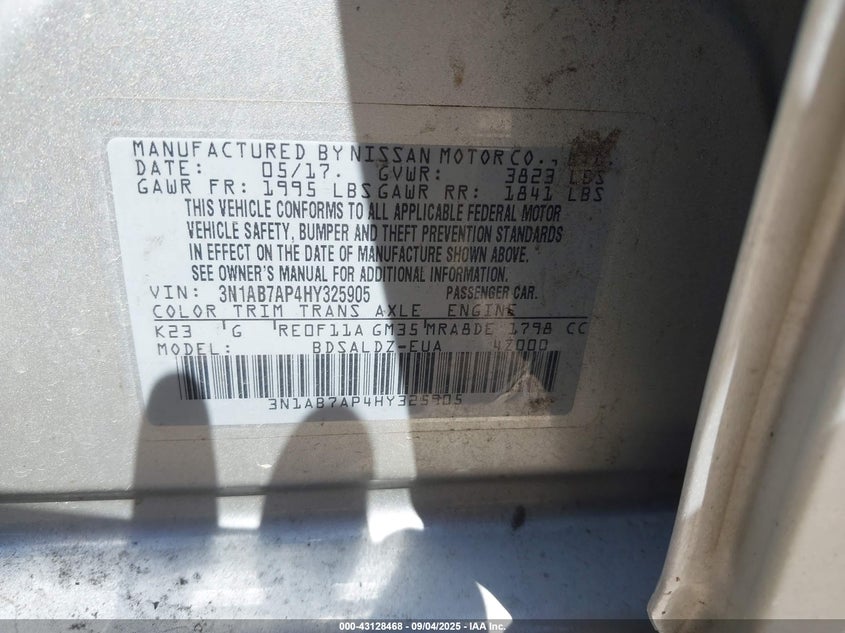 MANUFACTURED BY NISSAN MOTOR CO., LTD.
DATE: 05/17. GVWR: 3823 LBS
GAWR FR: 1995 LBS GAWR RR: 1841 LBS
THIS VEHICLE CONFORMS TO ALL APPLICABLE FEDERAL MOTOR
VEHICLE SAFETY, BUMPER AND THEFT PREVENTION STANDARDS
IN EFFECT ON THE DATE OF MANUFACTURE SHOWN ABOVE.
SEE OWNER'S MANUAL FOR ADDITIONAL INFORMATION.
VIN: 3N1AB7AP4HY325905 PASSENGER CAR.
COLOR TRIM TRANS AXLE ENGINE
K23 G RE0F11A GM35 MRA8DE 1798 CC
MODEL: BDSALDZ-EUA 42000
3N1AB7AP4HY325905
000-43128468 - 09/04/2025 - IAA Inc.